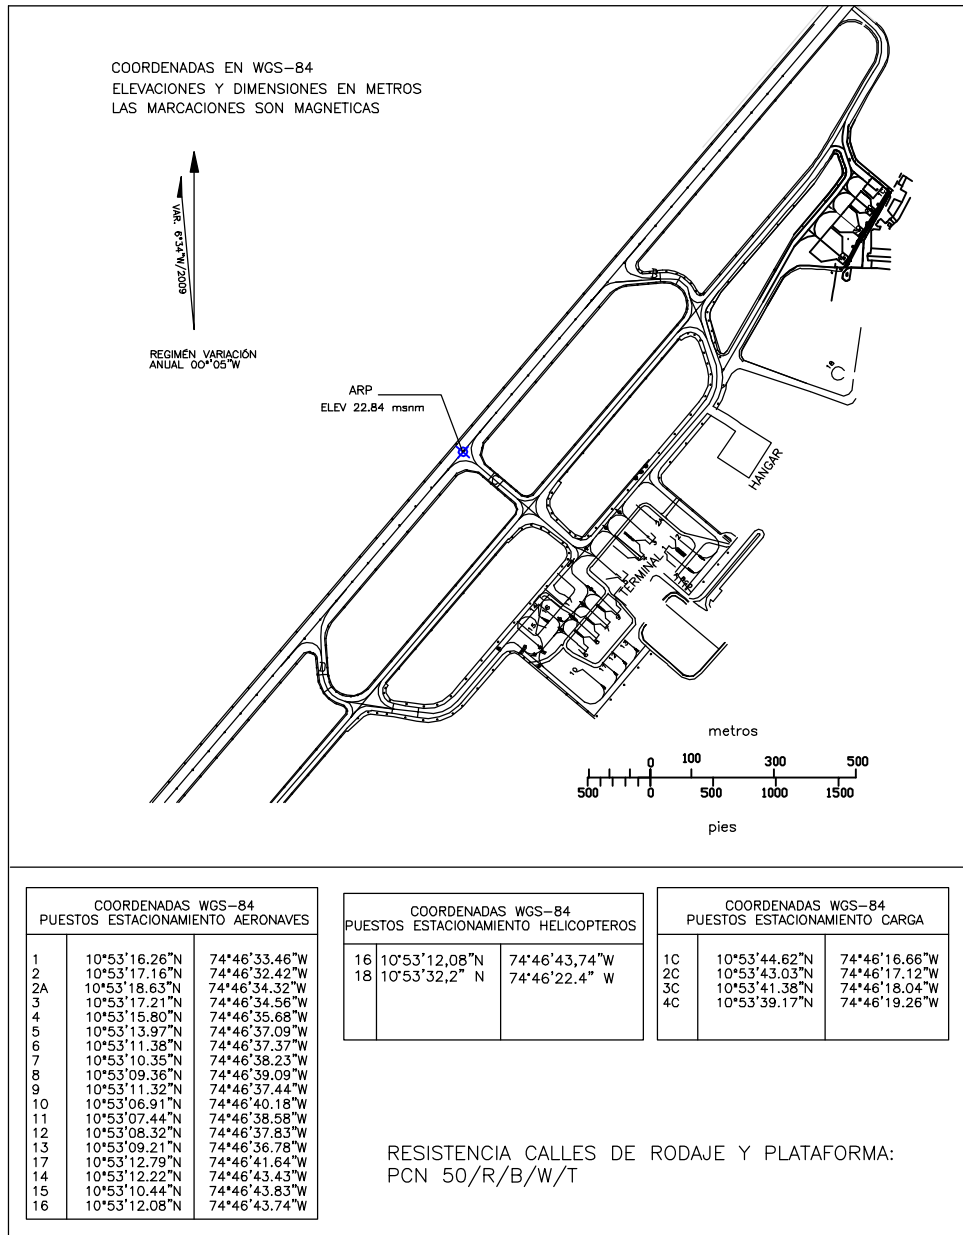 COORDENADAS EN WGS-84
ELEVACIONES Y DIMENSIONES EN METROS
LAS MARCACIONES SON MAGNETICAS
VAR. 6°34"W/2009
REGIMÉN VARIACIÓN
ANUAL 00°'05"W
ARP
ELEV 22.84 msnm
B
C
D
18
C
HANGAR
TERMINAL
metros
0 100 300 500
500 0 500 1000 1500
pies
COORDENADAS WGS-84
PUESTOS ESTACIONAMIENTO AERONAVES
1 10°53'16.26"N 74°46'33.46"W
2 10°53'17.16"N 74°46'32.42"W
2A 10°53'18.63"N 74°46'34.32"W
3 10°53'17.21"N 74°46'34.56"W
4 10°53'15.80"N 74°46'35.68"W
5 10°53'13.97"N 74°46'37.09"W
6 10°53'11.38"N 74°46'37.37"W
7 10°53'10.35"N 74°46'38.23"W
8 10°53'09.36"N 74°46'39.09"W
9 10°53'11.32"N 74°46'37.44"W
10 10°53'06.91"N 74°46'40.18"W
11 10°53'07.44"N 74°46'38.58"W
12 10°53'08.32"N 74°46'37.83"W
13 10°53'09.21"N 74°46'36.78"W
17 10°53'12.79"N 74°46'41.64"W
14 10°53'12.22"N 74°46'43.43"W
15 10°53'10.44"N 74°46'43.83"W
16 10°53'12.08"N 74°46'43.74"W
COORDENADAS WGS-84
PUESTOS ESTACIONAMIENTO HELICOPTEROS
16 10°53'12,08"N 74°46'43,74"W
18 10°53'32,2" N 74°46'22.4" W
COORDENADAS WGS-84
PUESTOS ESTACIONAMIENTO CARGA
1C 10°53'44.62"N 74°46'16.66"W
2C 10°53'43.03"N 74°46'17.12"W
3C 10°53'41.38"N 74°46'18.04"W
4C 10°53'39.17"N 74°46'19.26"W
RESISTENCIA CALLES DE RODAJE Y PLATAFORMA:
PCN 50/R/B/W/T